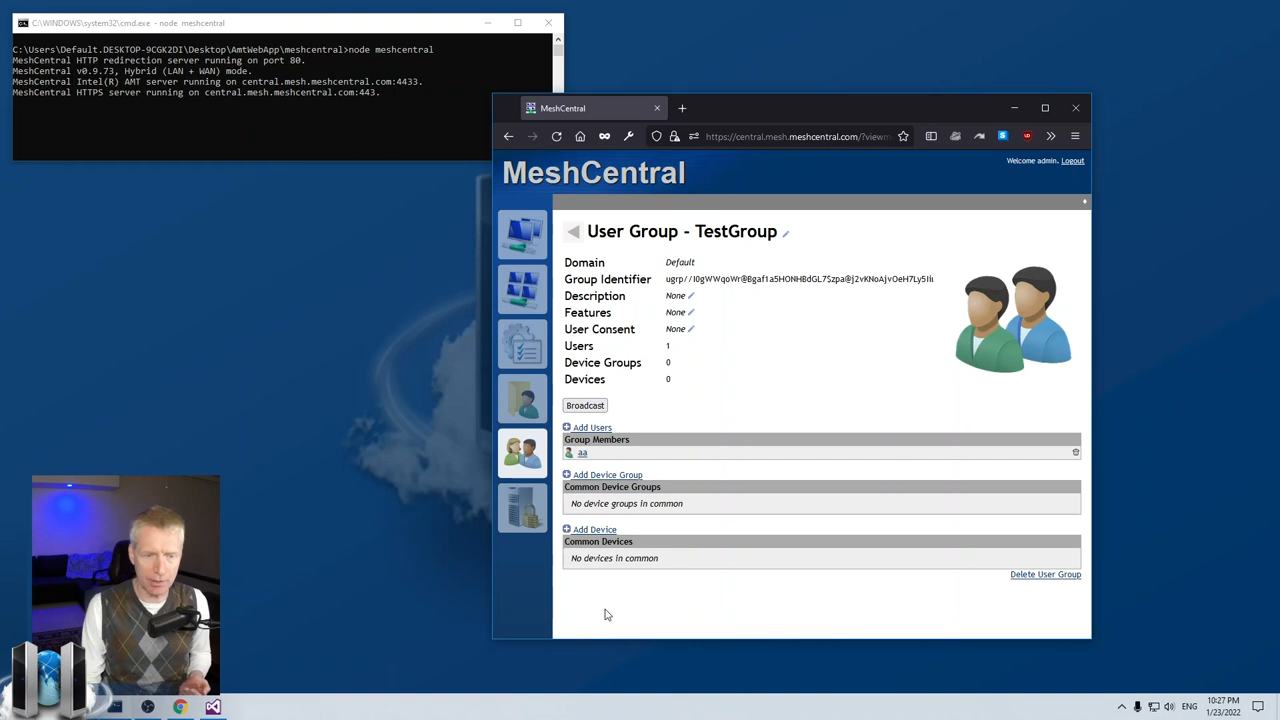 C:\WINDOWS\system32\cmd.exe - node meshcentral
C:\Users\Default.DESKTOP-9CGK2DI\Desktop\AmtWebApp\meshcentral>node meshcentral
MeshCentral HTTP redirection server running on port 80.
MeshCentral v0.9.73, Hybrid (LAN + WAN) mode.
MeshCentral Intel(R) AMT server running on central.mesh.meshcentral.com:4433.
MeshCentral HTTPS server running on central.mesh.meshcentral.com:443.
MeshCentral
https://central.mesh.meshcentral.com/?viewm
MeshCentral
Welcome admin. Logout
User Group - TestGroup
Domain Default
Group Identifier
Description None
Features None
User Consent None
Users 1
Device Groups 0
Devices 0
Broadcast
Add Users
Group Members
aa
Add Device Group
Common Device Groups
No device groups in common
Add Device
Common Devices
No devices in common
Delete User Group
ENG
10:27 PM
1/23/2022